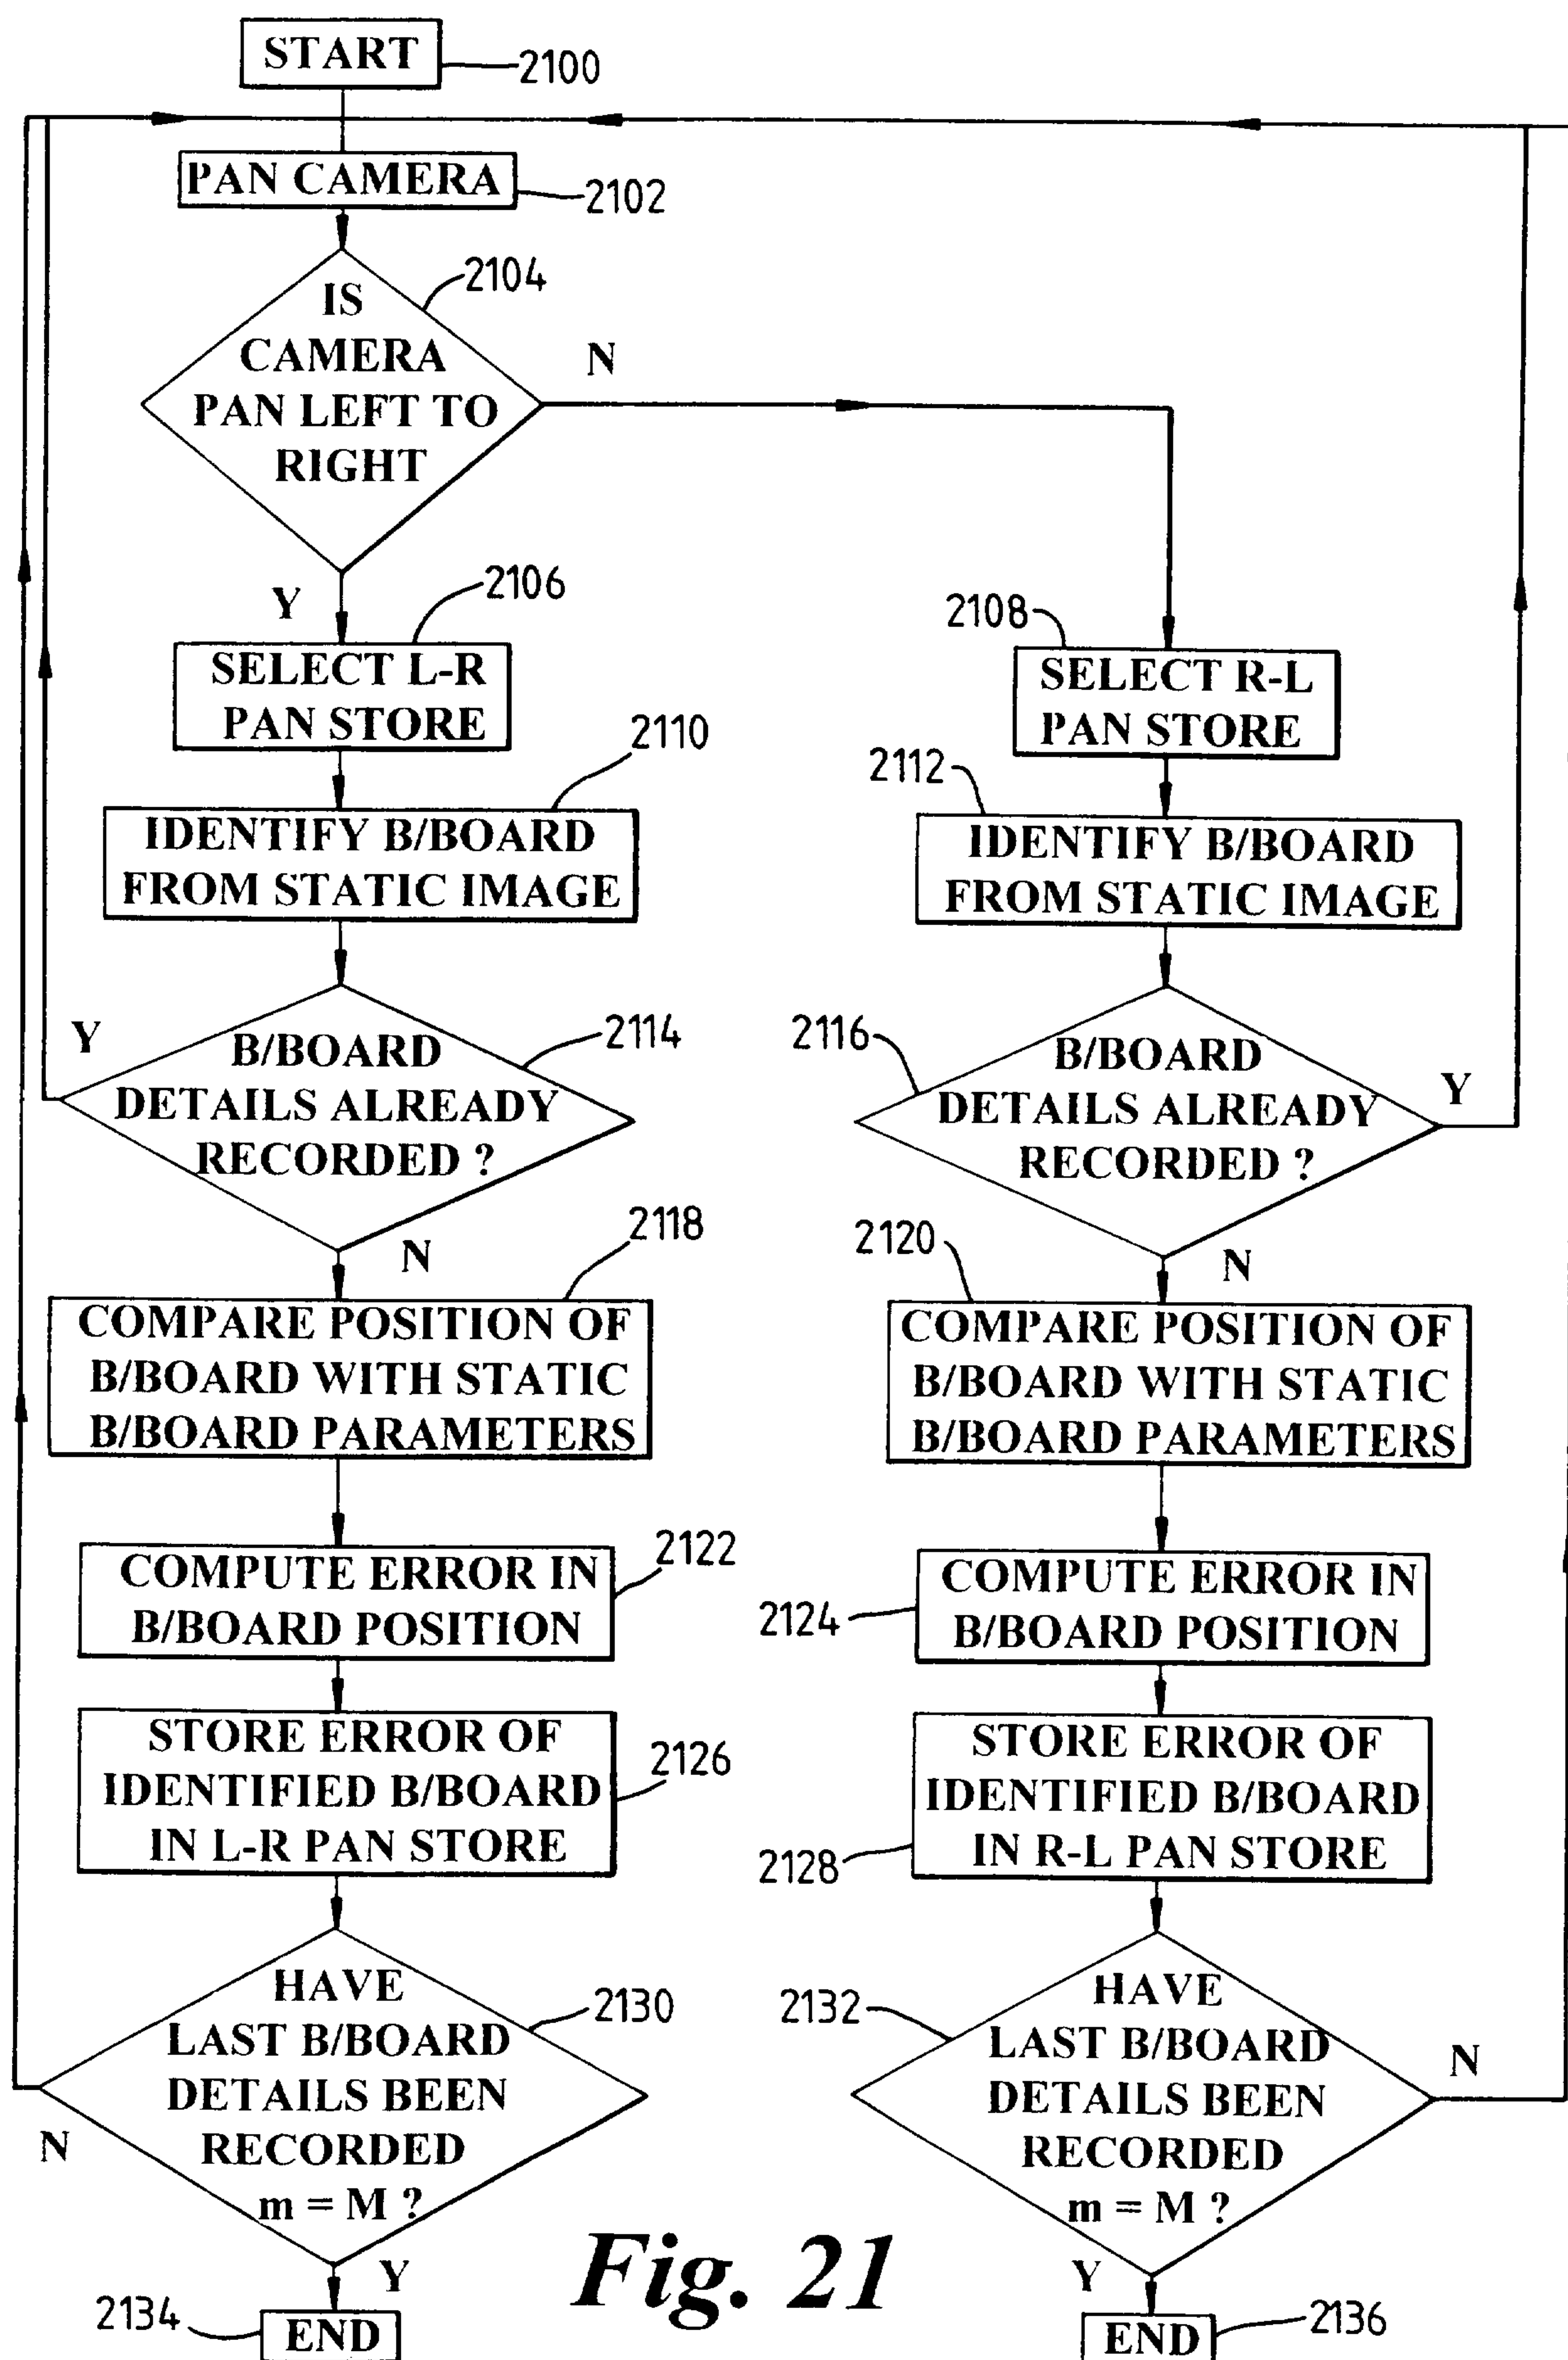 START
2100
PAN CAMERA
2102
2104
IS
CAMERA
PAN LEFT TO
RIGHT
N
Y
2106
SELECT L-R
PAN STORE
2108
SELECT R-L
PAN STORE
2110
IDENTIFY B/BOARD
FROM STATIC IMAGE
2112
IDENTIFY B/BOARD
FROM STATIC IMAGE
Y
2114
B/BOARD
DETAILS ALREADY
RECORDED ?
N
2116
B/BOARD
DETAILS ALREADY
RECORDED ?
Y
N
2118
COMPARE POSITION OF
B/BOARD WITH STATIC
B/BOARD PARAMETERS
2120
COMPARE POSITION OF
B/BOARD WITH STATIC
B/BOARD PARAMETERS
2122
COMPUTE ERROR IN
B/BOARD POSITION
2124
COMPUTE ERROR IN
B/BOARD POSITION
STORE ERROR OF
IDENTIFIED B/BOARD
IN L-R PAN STORE
2126
STORE ERROR OF
IDENTIFIED B/BOARD
IN R-L PAN STORE
2128
HAVE
LAST B/BOARD
DETAILS BEEN
RECORDED
m = M ?
2130
N
Y
2132
HAVE
LAST B/BOARD
DETAILS BEEN
RECORDED
m = M ?
N
Y
2134
END
Fig. 21
END
2136